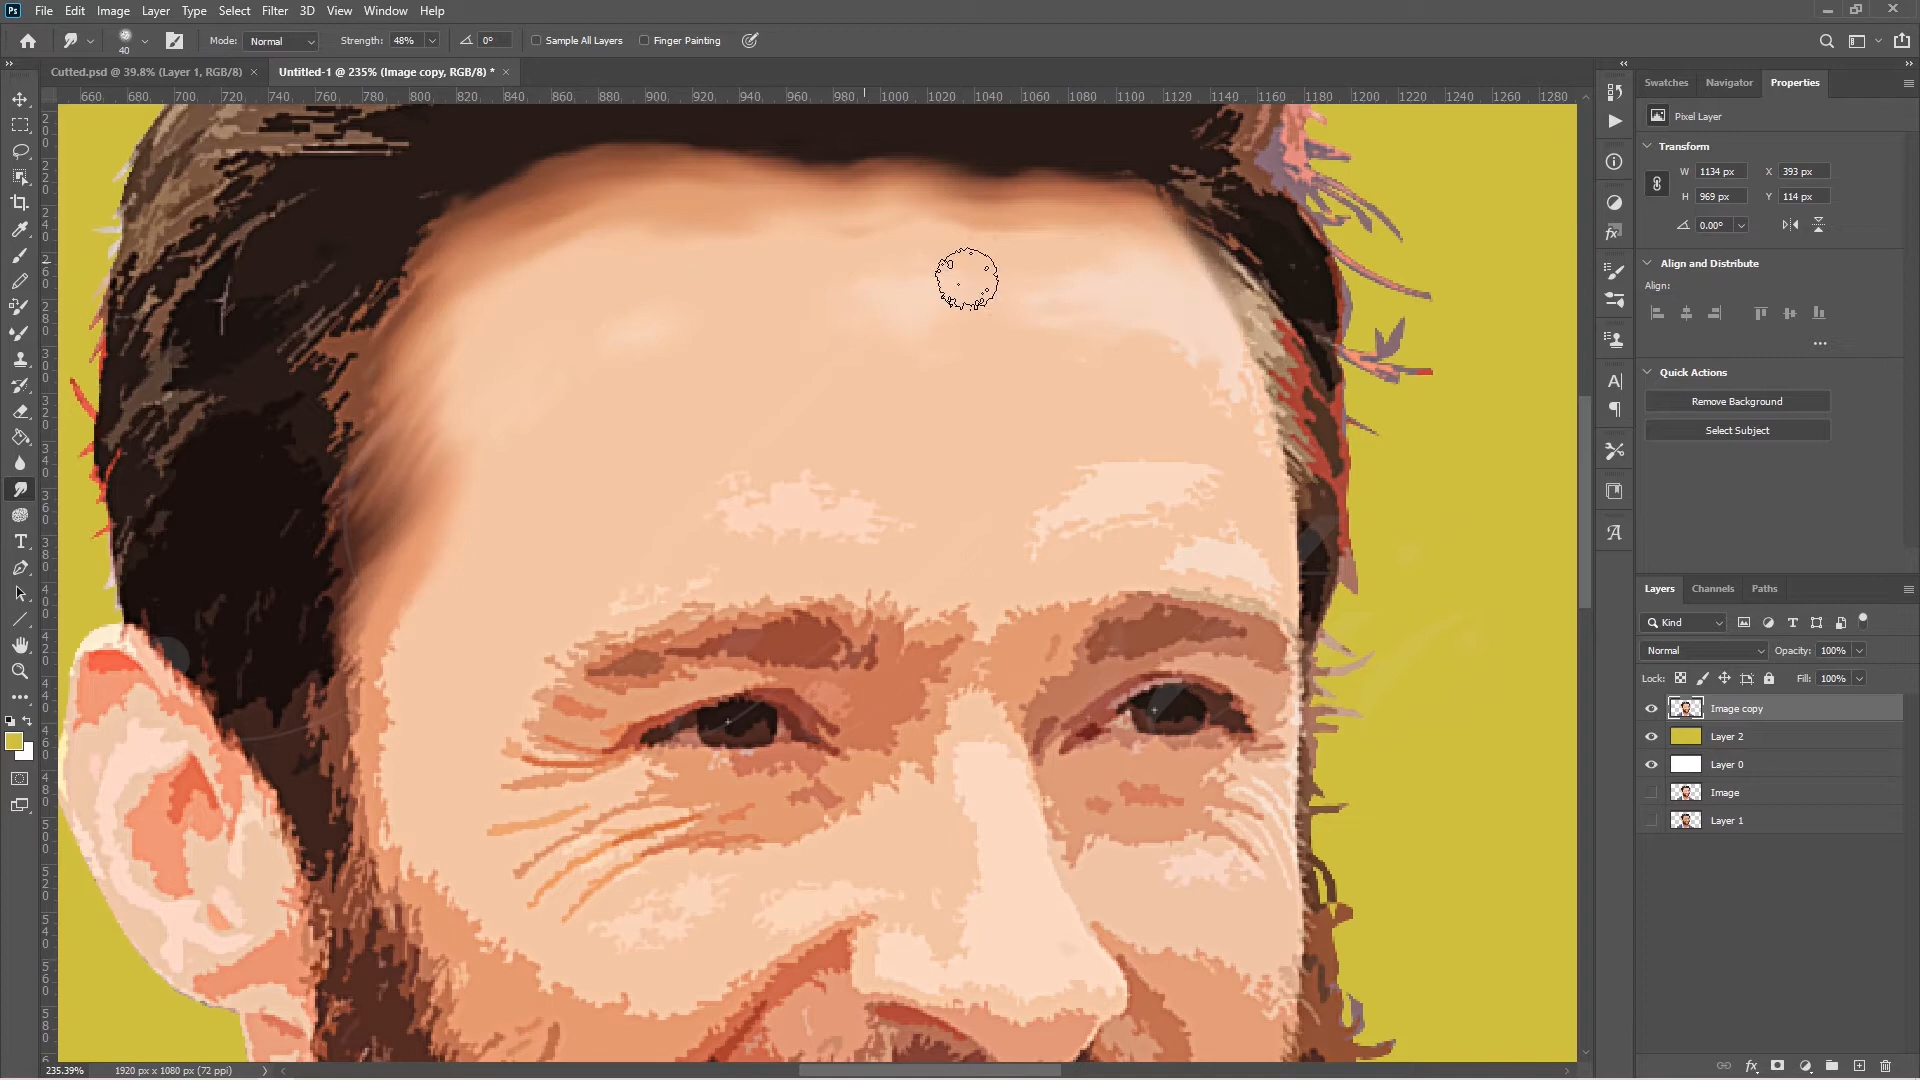 Ps File Edit Image Layer Type Select Filter 3D View Window Help
40 Mode: Normal Strength: 48% 0° Sample All Layers Finger Painting
Cutted.psd @ 39.8% (Layer 1, RGB/8) × Untitled-1 @ 235% (Image copy, RGB/8) * ×
660 680 700 720 740 760 780 800 820 840 860 880 900 920 940 960 980 1000 1020 1040 1060 1080 1100 1120 1140 1160 1180 1200 1220 1240 1260 1280
Swatches Navigator Properties
Pixel Layer
Transform
W 1134 px X 393 px
H 969 px Y 114 px
0.00°
Align and Distribute
Align:
Quick Actions
Remove Background
Select Subject
Layers Channels Paths
Kind
Normal Opacity: 100%
Lock: Fill: 100%
Image copy
Layer 2
Layer 0
Image
Layer 1
235.39% 1920 px x 1080 px (72 ppi)